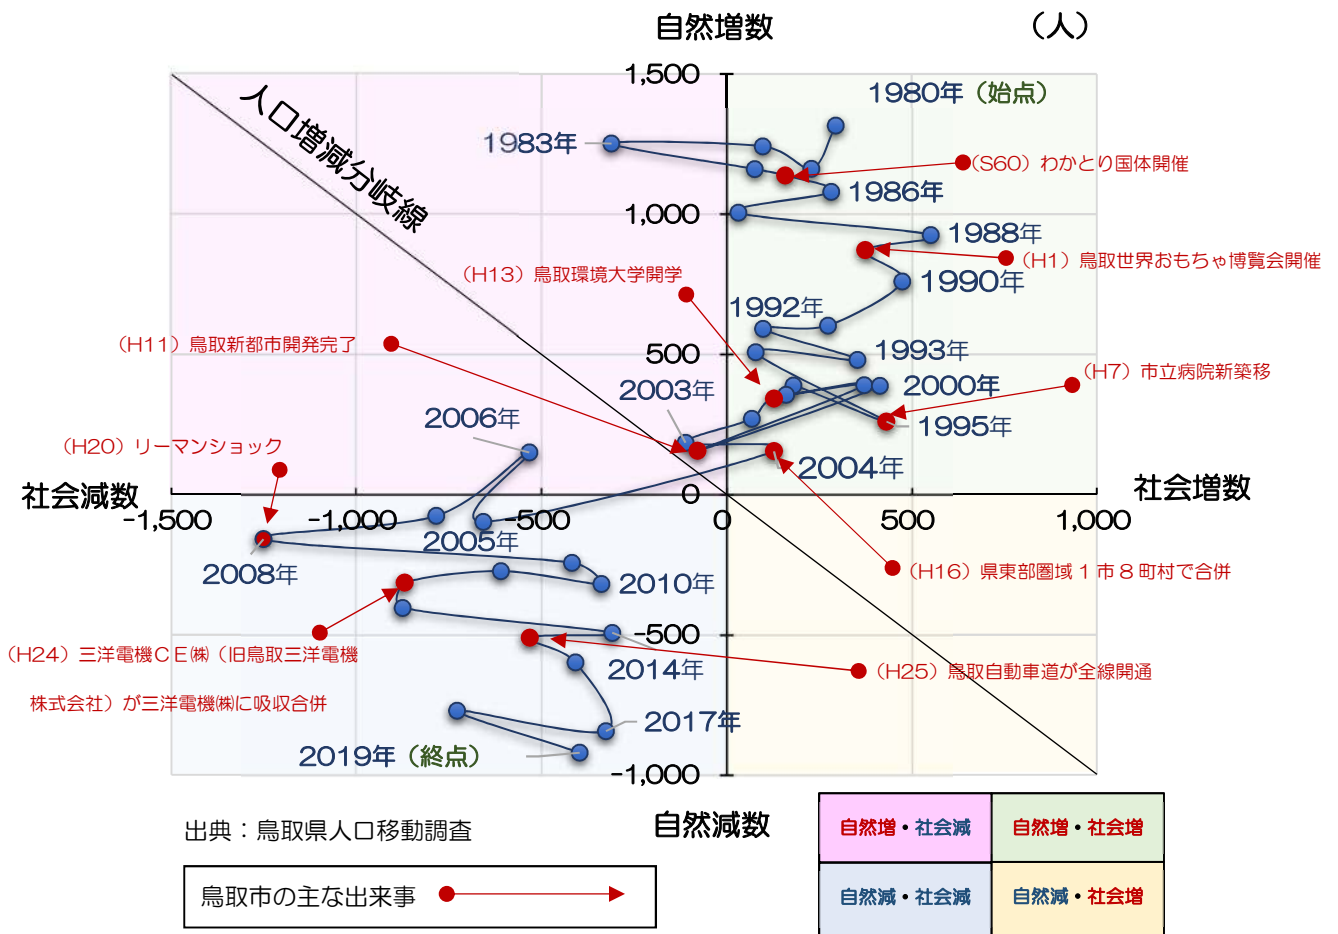 自然増数
（人）
1,500
1980年（始点）
人口増減分岐線
1983年
（S60）わかとり国体開催
1986年
1,000
1988年
（H1）鳥取世界おもちゃ博覧会開催
（H13）鳥取環境大学開学
1990年
1992年
（H11）鳥取新都市開発完了
500
1993年
（H7）市立病院新築移
2003年
2000年
2006年
1995年
（H20）リーマンショック
2004年
社会減数
0
社会増数
-1,500
-1,000
-500
0
500
1,000
2005年
2008年
2010年
（H16）県東部圏域１市８町村で合併
-500
（H24）三洋電機ＣＥ㈱（旧鳥取三洋電機
2014年
（H25）鳥取自動車道が全線開通
株式会社）が三洋電機㈱に吸収合併
2017年
2019年（終点）
-1,000
自然減数
出典：鳥取県人口移動調査
自然増・社会減
自然増・社会増
鳥取市の主な出来事
自然減・社会減
自然減・社会増